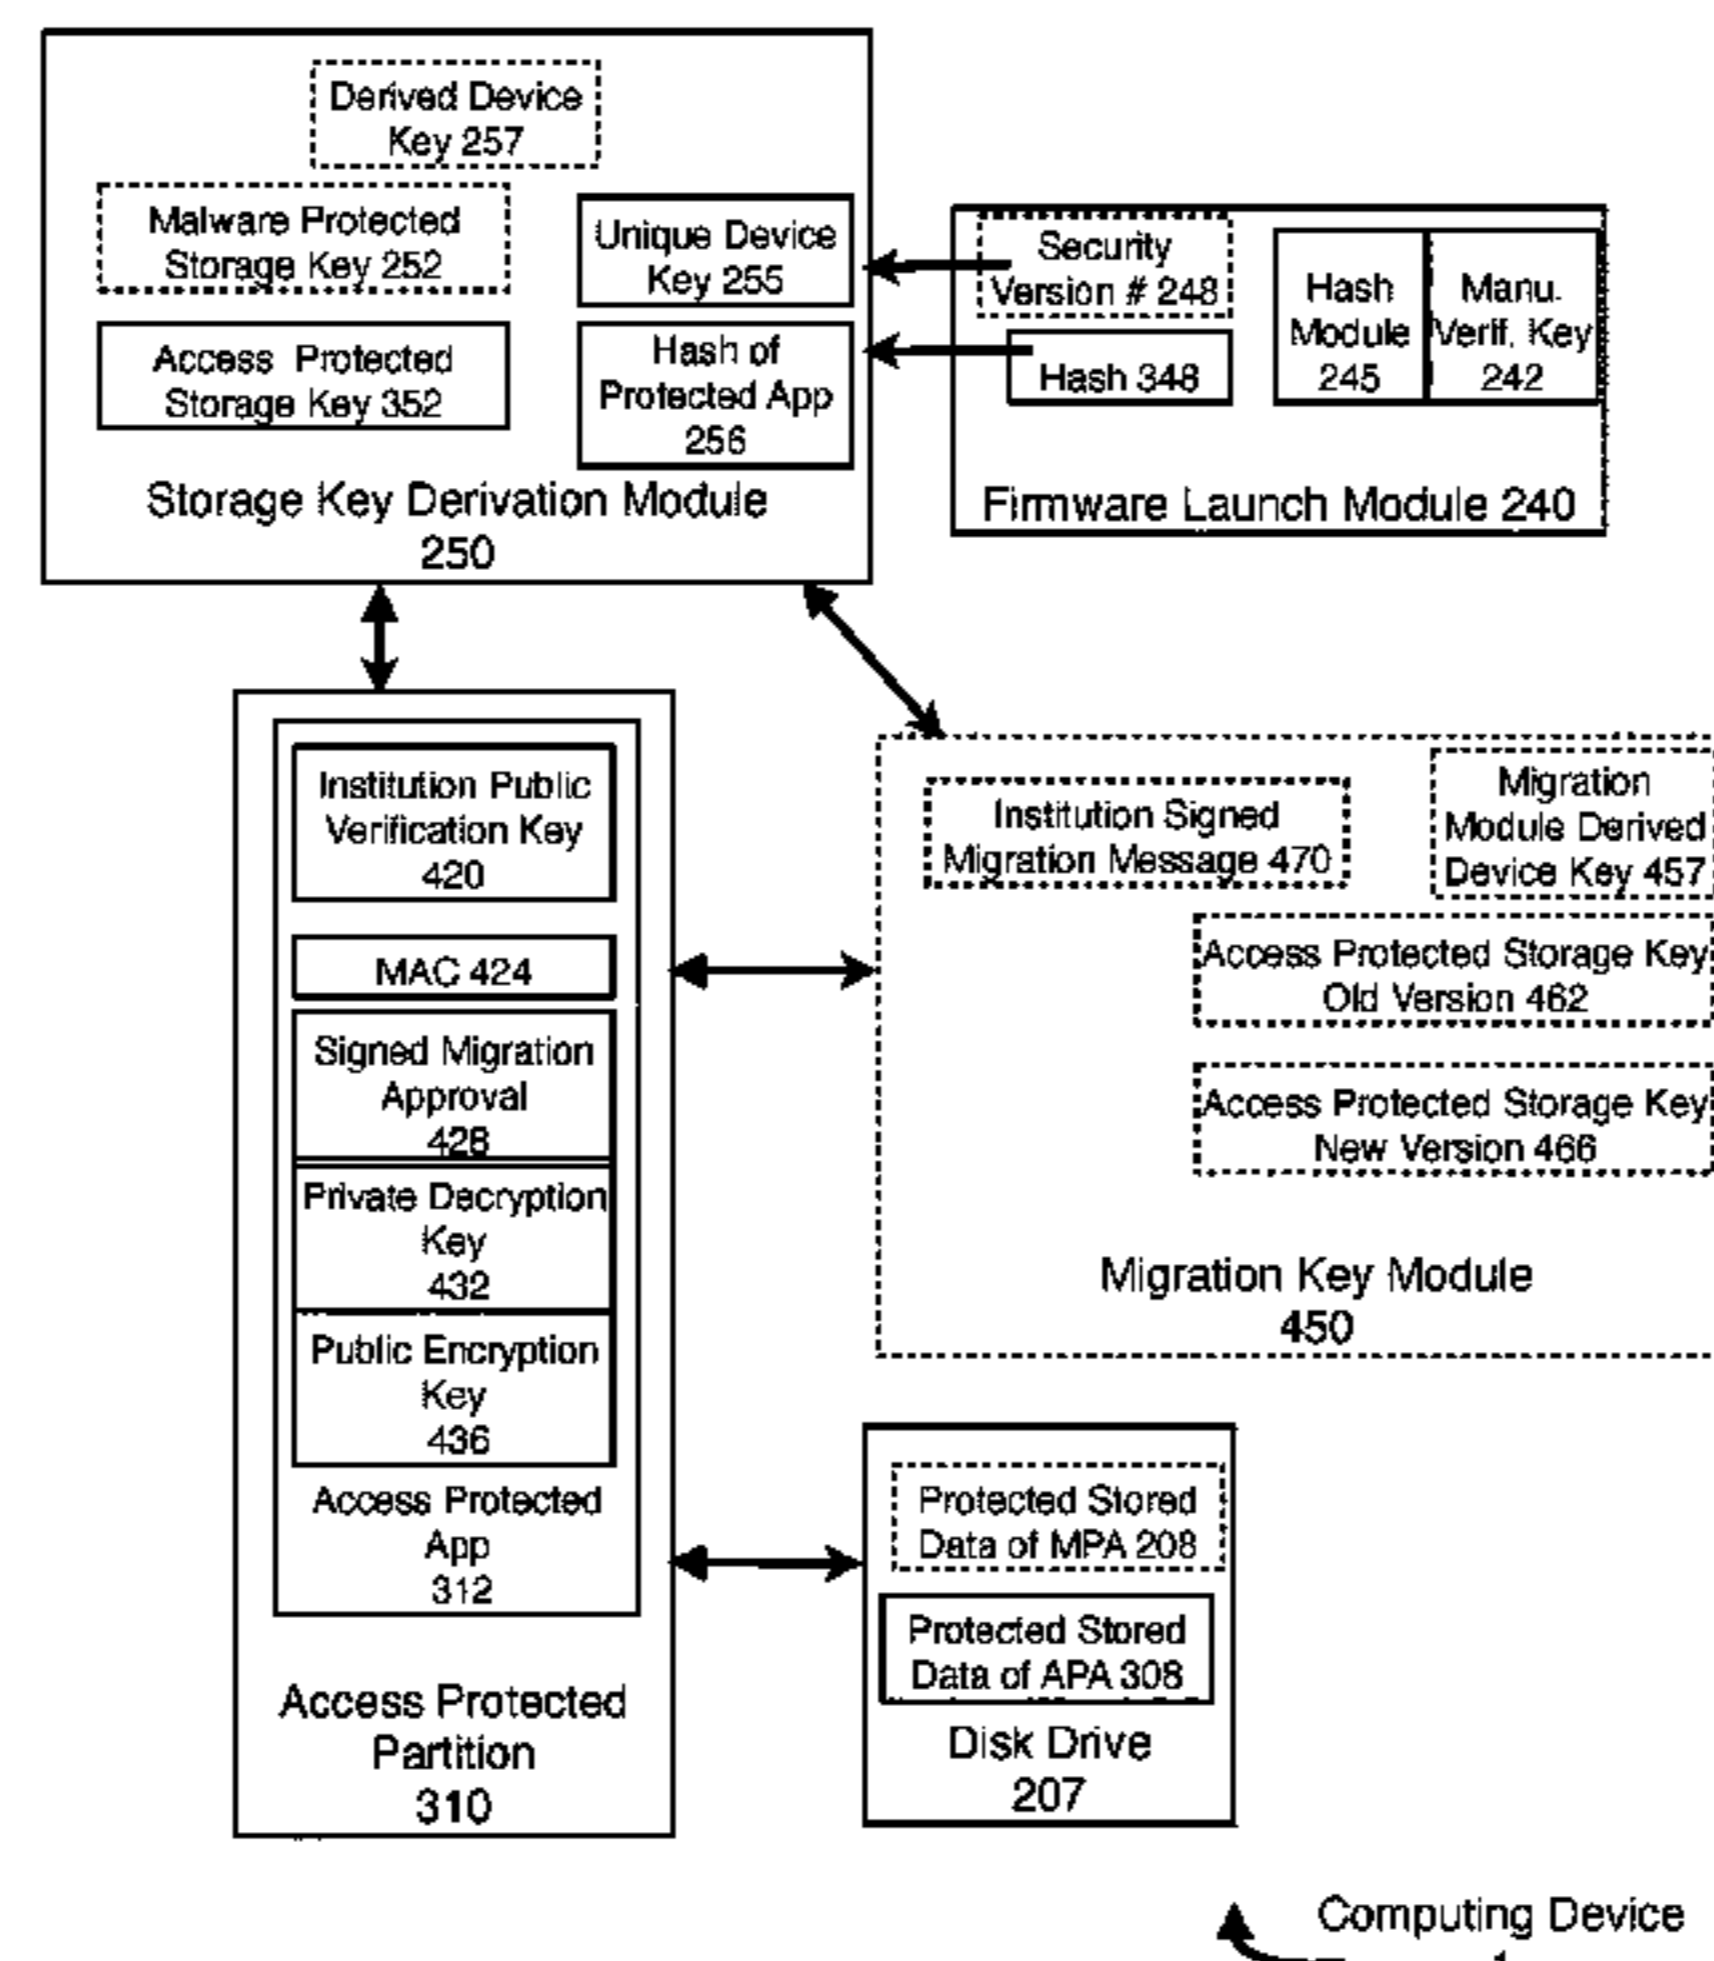 Derived Device
Key 257
Malware Protected
Storage Key 252
Access Protected
Storage Key 352
Unique Device
Key 255
Hash of
Protected App
256
Storage Key Derivation Module
250
Security
Version # 248
Hash 348
Hash
Module
245
Manu.
Verif. Key
242
Firmware Launch Module 240
Institution Public
Verification Key
420
MAC 424
Signed Migration
Approval
428
Private Decryption
Key
432
Public Encryption
Key
436
Access Protected
App
312
Access Protected
Partition
310
Institution Signed
Migration Message 470
Migration
Module Derived
Device Key 457
Access Protected Storage Key
Old Version 462
Access Protected Storage Key
New Version 466
Migration Key Module
450
Protected Stored
Data of MPA 208
Protected Stored
Data of APA 308
Disk Drive
207
Computing Device